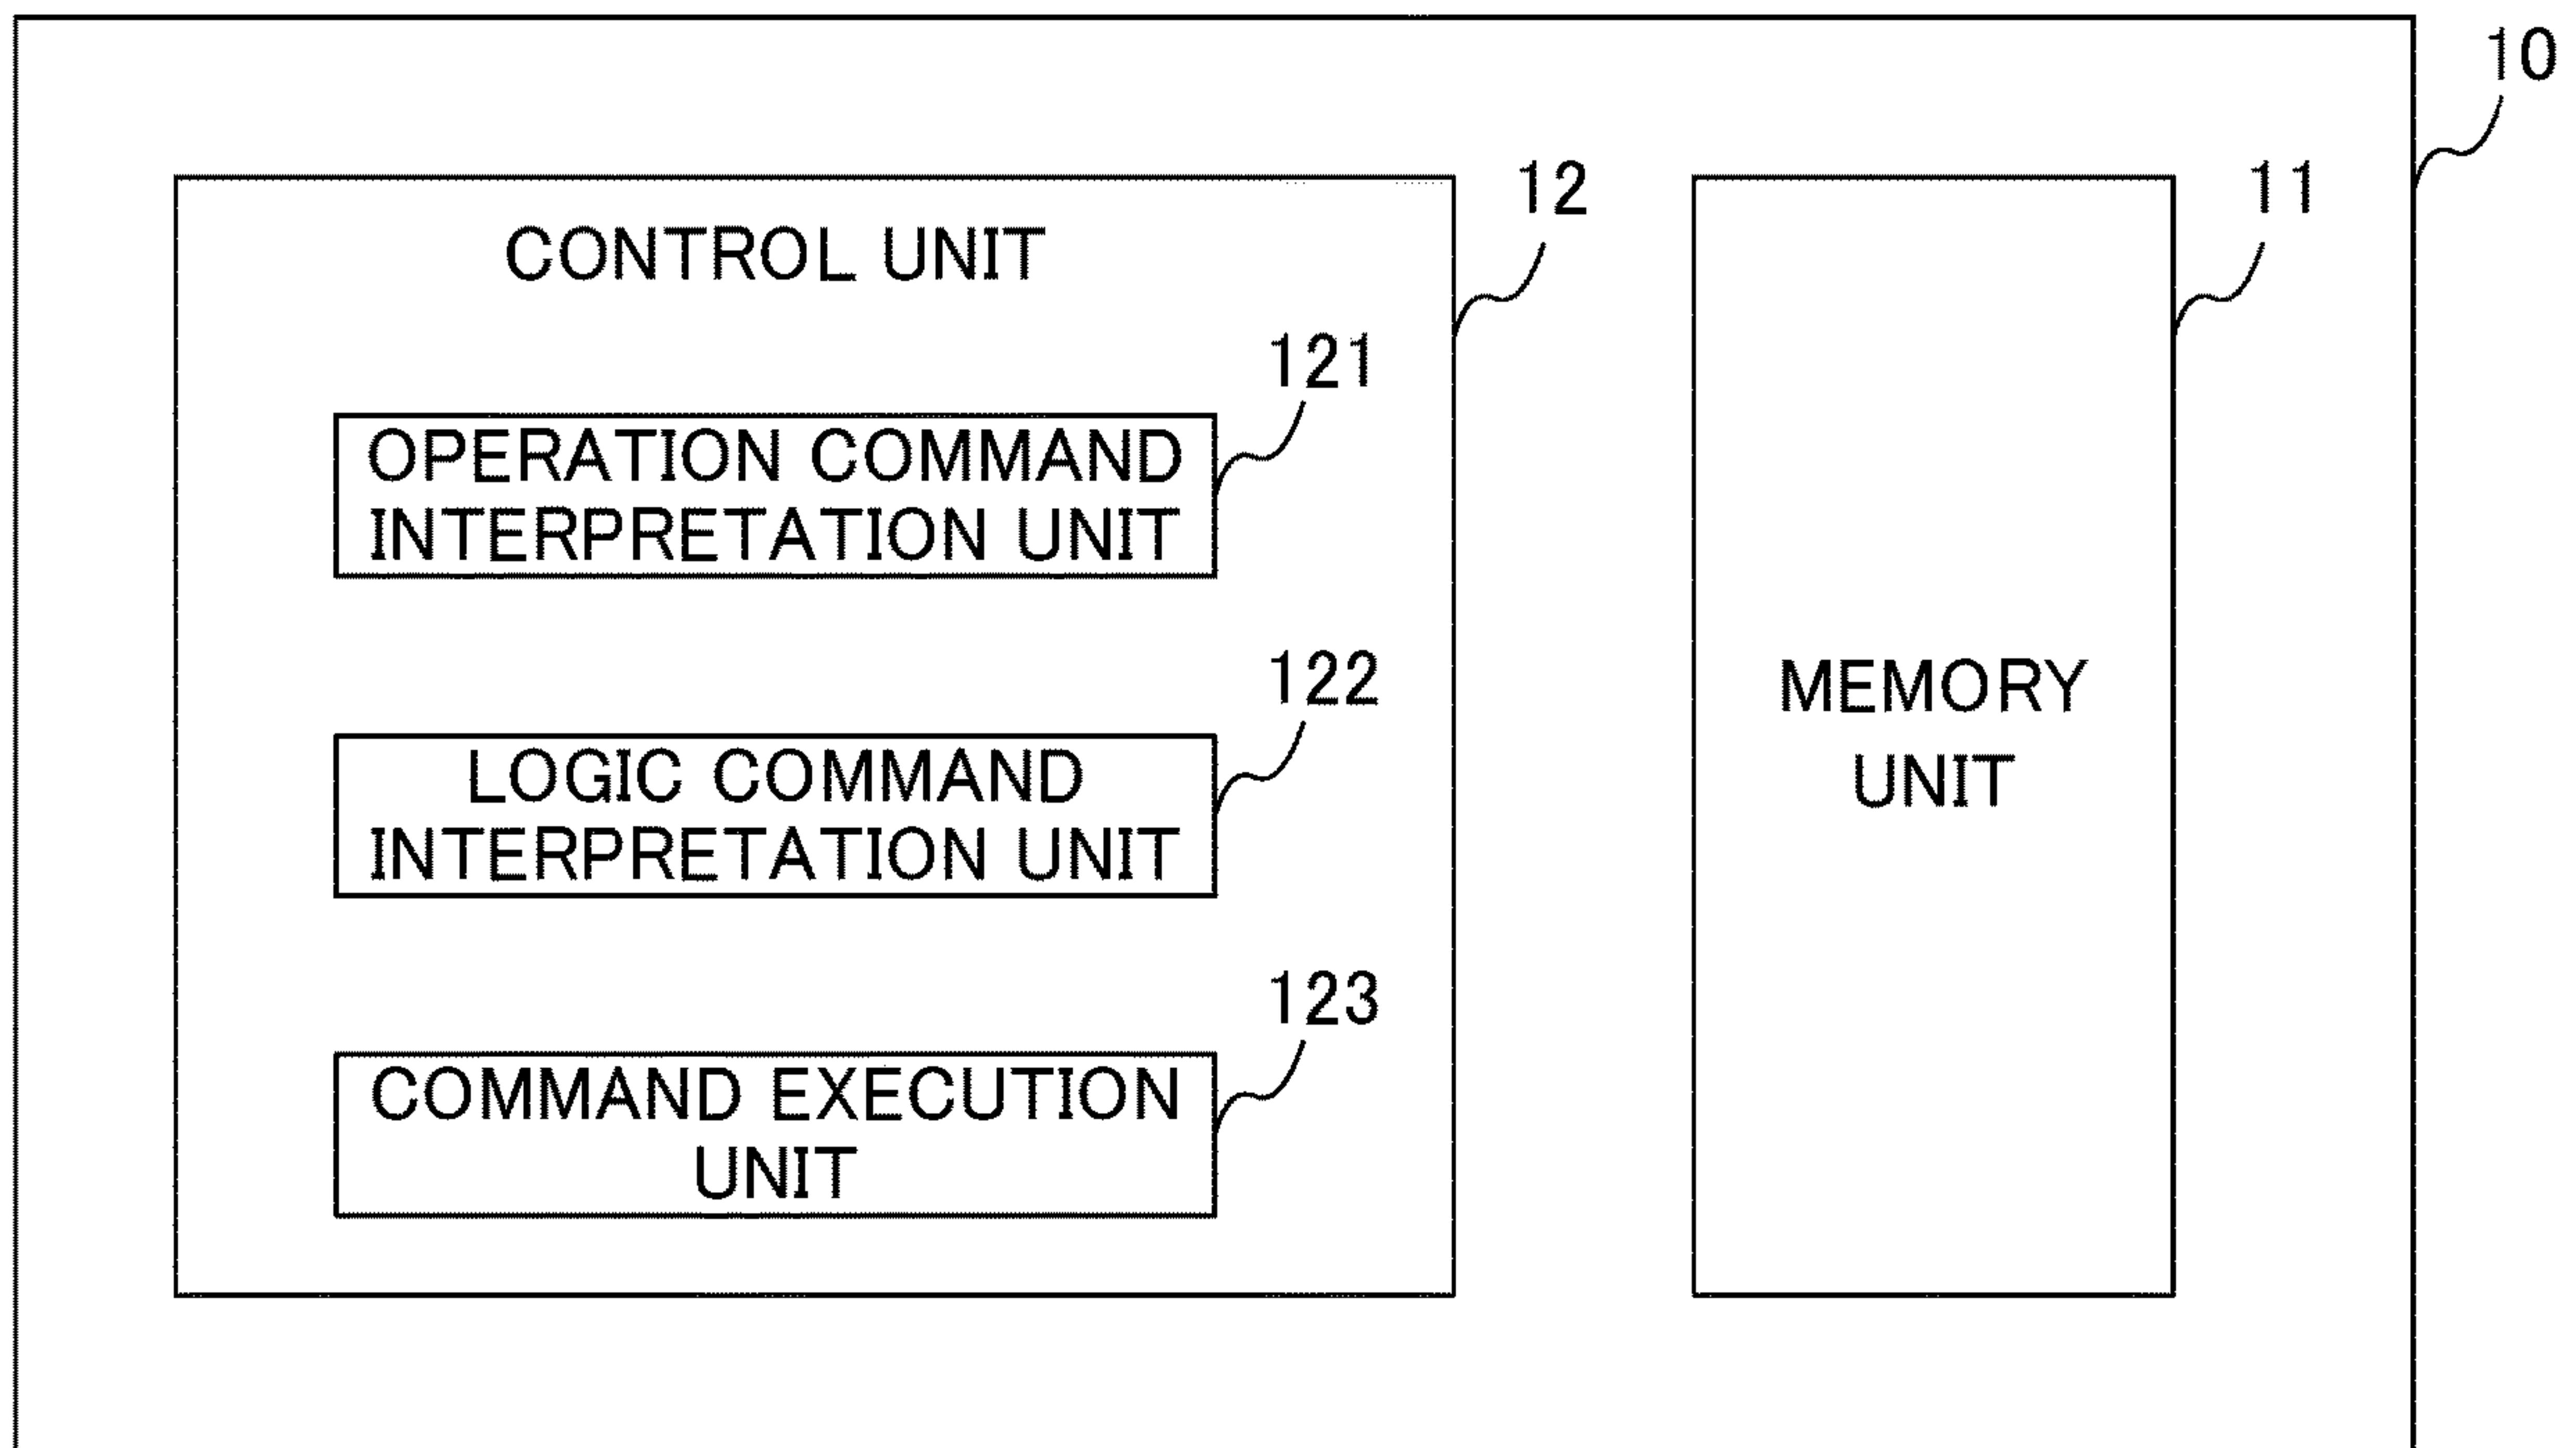 10
12
11
CONTROL UNIT
121
OPERATION COMMAND
INTERPRETATION UNIT
122
LOGIC COMMAND
INTERPRETATION UNIT
123
COMMAND EXECUTION
UNIT
MEMORY
UNIT